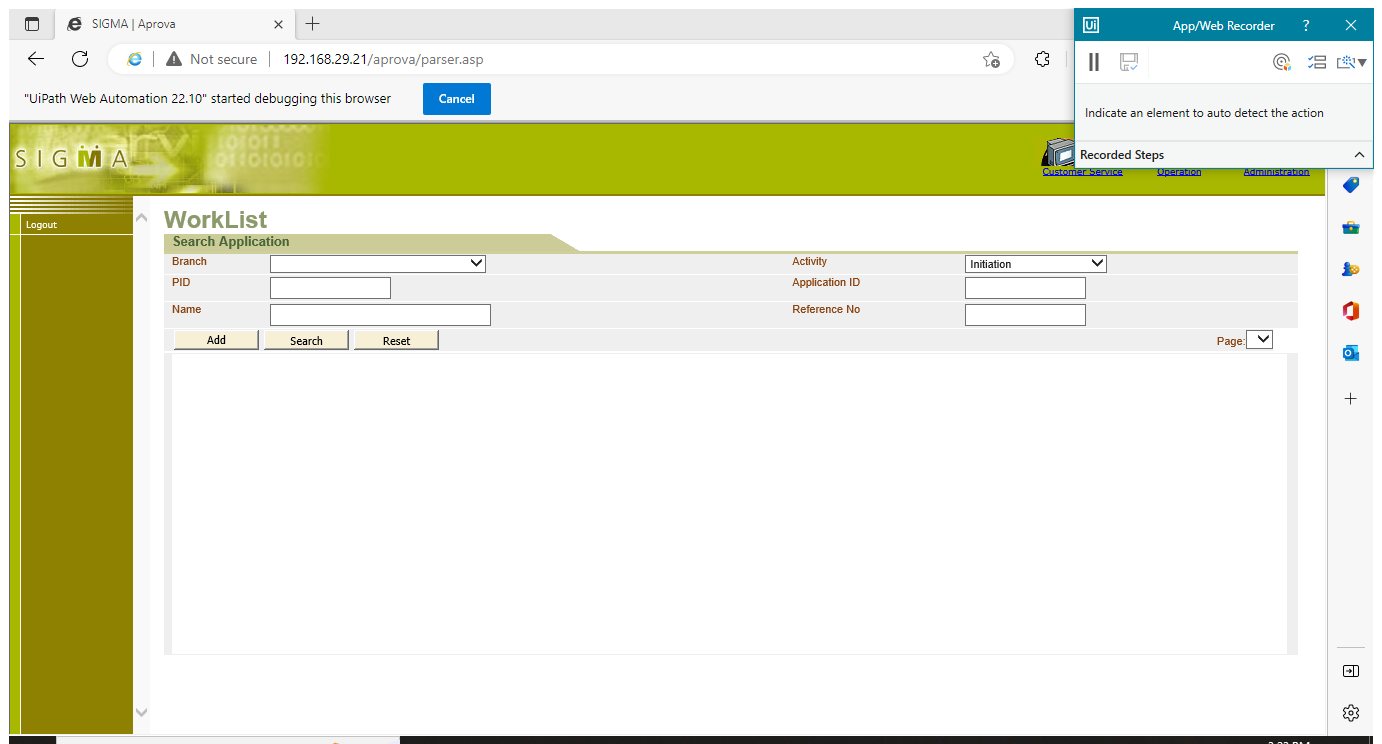 SIGMA | Aprova
Ui App/Web Recorder ?
Not secure 192.168.29.21/aprova/parser.asp
"UiPath Web Automation 22.10" started debugging this browser Cancel
Indicate an element to auto detect the action
Recorded Steps
SIGMA
Customer Service Operation Administration
Logout
WorkList
Search Application
Branch Activity Initiation
PID Application ID
Name Reference No
Add Search Reset Page: